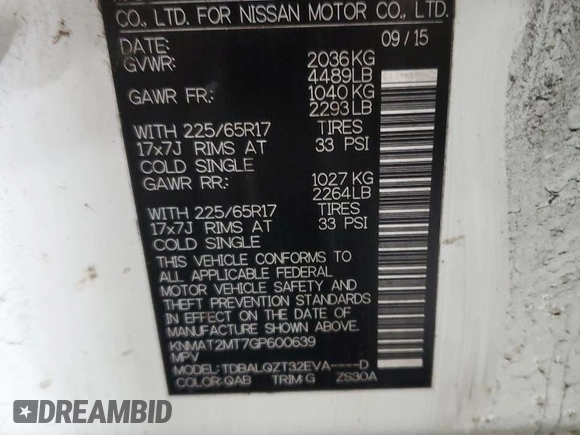 CO., LTD. FOR NISSAN MOTOR CO., LTD.
DATE: 09/15
GVWR: 2036KG
4489LB
GAWR FR: 1040KG
2293LB
WITH 225/65R17 TIRES
17x7J RIMS AT 33 PSI
COLD SINGLE
GAWR RR: 1027KG
2264LB
WITH 225/65R17 TIRES
17x7J RIMS AT 33 PSI
COLD SINGLE
THIS VEHICLE CONFORMS TO
ALL APPLICABLE FEDERAL
MOTOR VEHICLE SAFETY AND
THEFT PREVENTION STANDARDS
IN EFFECT ON THE DATE OF
MANUFACTURE SHOWN ABOVE.
KNMAT2MT7GP600639
MPV
MODEL:TDBALQZT32EVA----D
COLOR:QAB TRIM:G ZS30A
AUTOBIDMASTER
AUTOBIDMASTER